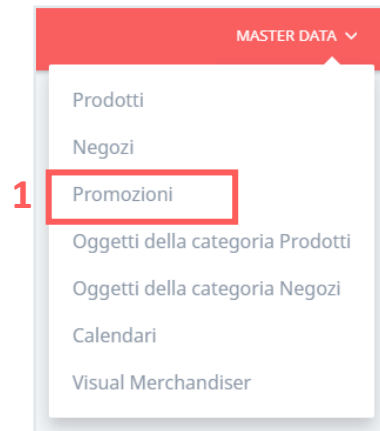 MASTER DATA
Prodotti
Negozi
1 Promozioni
Oggetti della categoria Prodotti
Oggetti della categoria Negozi
Calendari
Visual Merchandiser